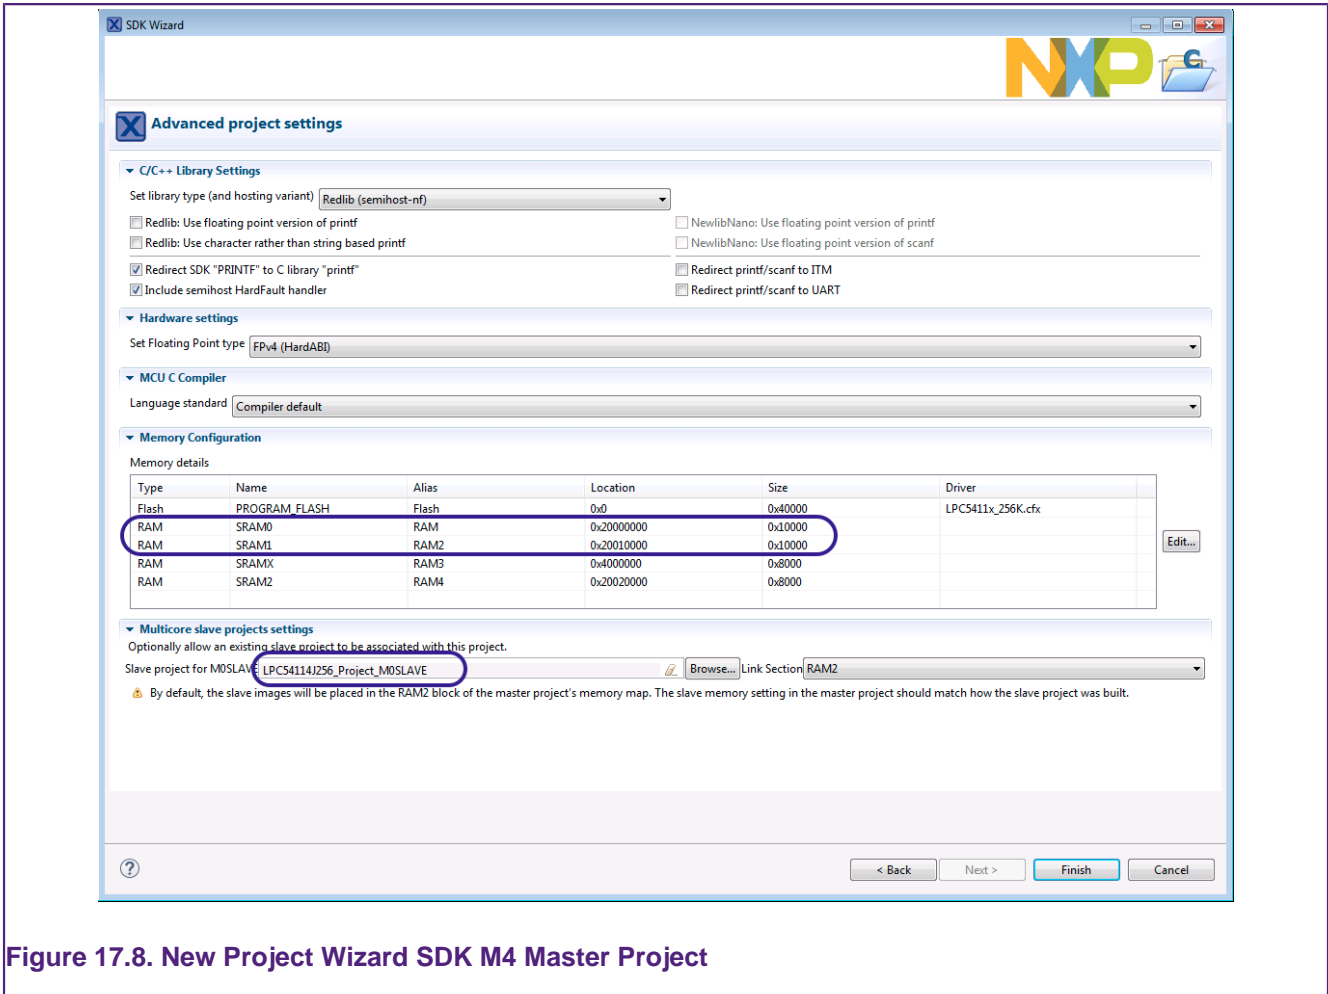 SDK Wizard
NXP
C
X Advanced project settings
C/C++ Library Settings
Set library type (and hosting variant) Redlib (semihost-nf)
Redlib: Use floating point version of printf NewlibNano: Use floating point version of printf
Redlib: Use character rather than string based printf NewlibNano: Use floating point version of scanf
Redirect SDK "PRINTF" to C library "printf" Redirect printf/scanf to ITM
Include semihost HardFault handler Redirect printf/scanf to UART
Hardware settings
Set Floating Point type FPv4 (HardABI)
MCU C Compiler
Language standard Compiler default
Memory Configuration
Memory details
Type Name Alias Location Size Driver
Flash PROGRAM_FLASH Flash 0x0 0x40000 LPC5411x_256K.cfx
RAM SRAM0 RAM 0x20000000 0x10000
RAM SRAM1 RAM2 0x20010000 0x10000 Edit...
RAM SRAMX RAM3 0x4000000 0x8000
RAM SRAM2 RAM4 0x20020000 0x8000
Multicore slave projects settings
Optionally allow an existing slave project to be associated with this project.
Slave project for M0SLAVE LPC54114J256_Project_M0SLAVE Browse... Link Section RAM2
By default, the slave images will be placed in the RAM2 block of the master project's memory map. The slave memory setting in the master project should match how the slave project was built.
? < Back Next > Finish Cancel
Figure 17.8. New Project Wizard SDK M4 Master Project